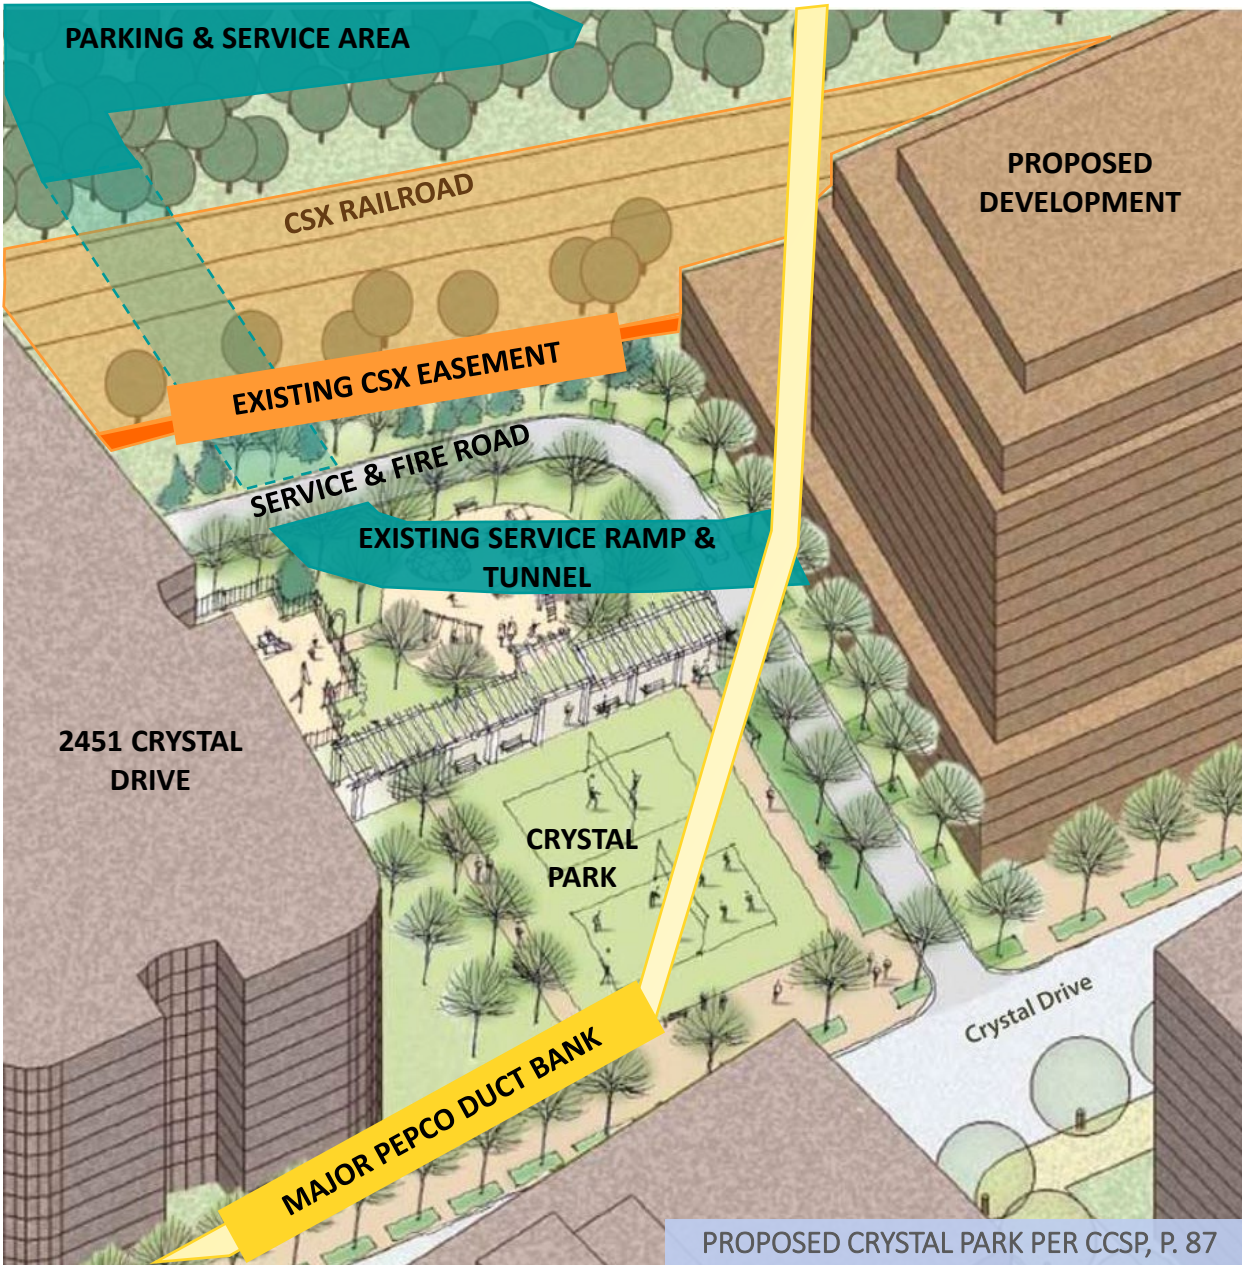 PARKING & SERVICE AREA
PROPOSED
DEVELOPMENT
CSX RAILROAD
EXISTING CSX EASEMENT
SERVICE & FIRE ROAD
EXISTING SERVICE RAMP &
TUNNEL
2451 CRYSTAL
DRIVE
CRYSTAL
PARK
Crystal Drive
MAJOR PEPCO DUCT BANK
PROPOSED CRYSTAL PARK PER CCSP, P. 87